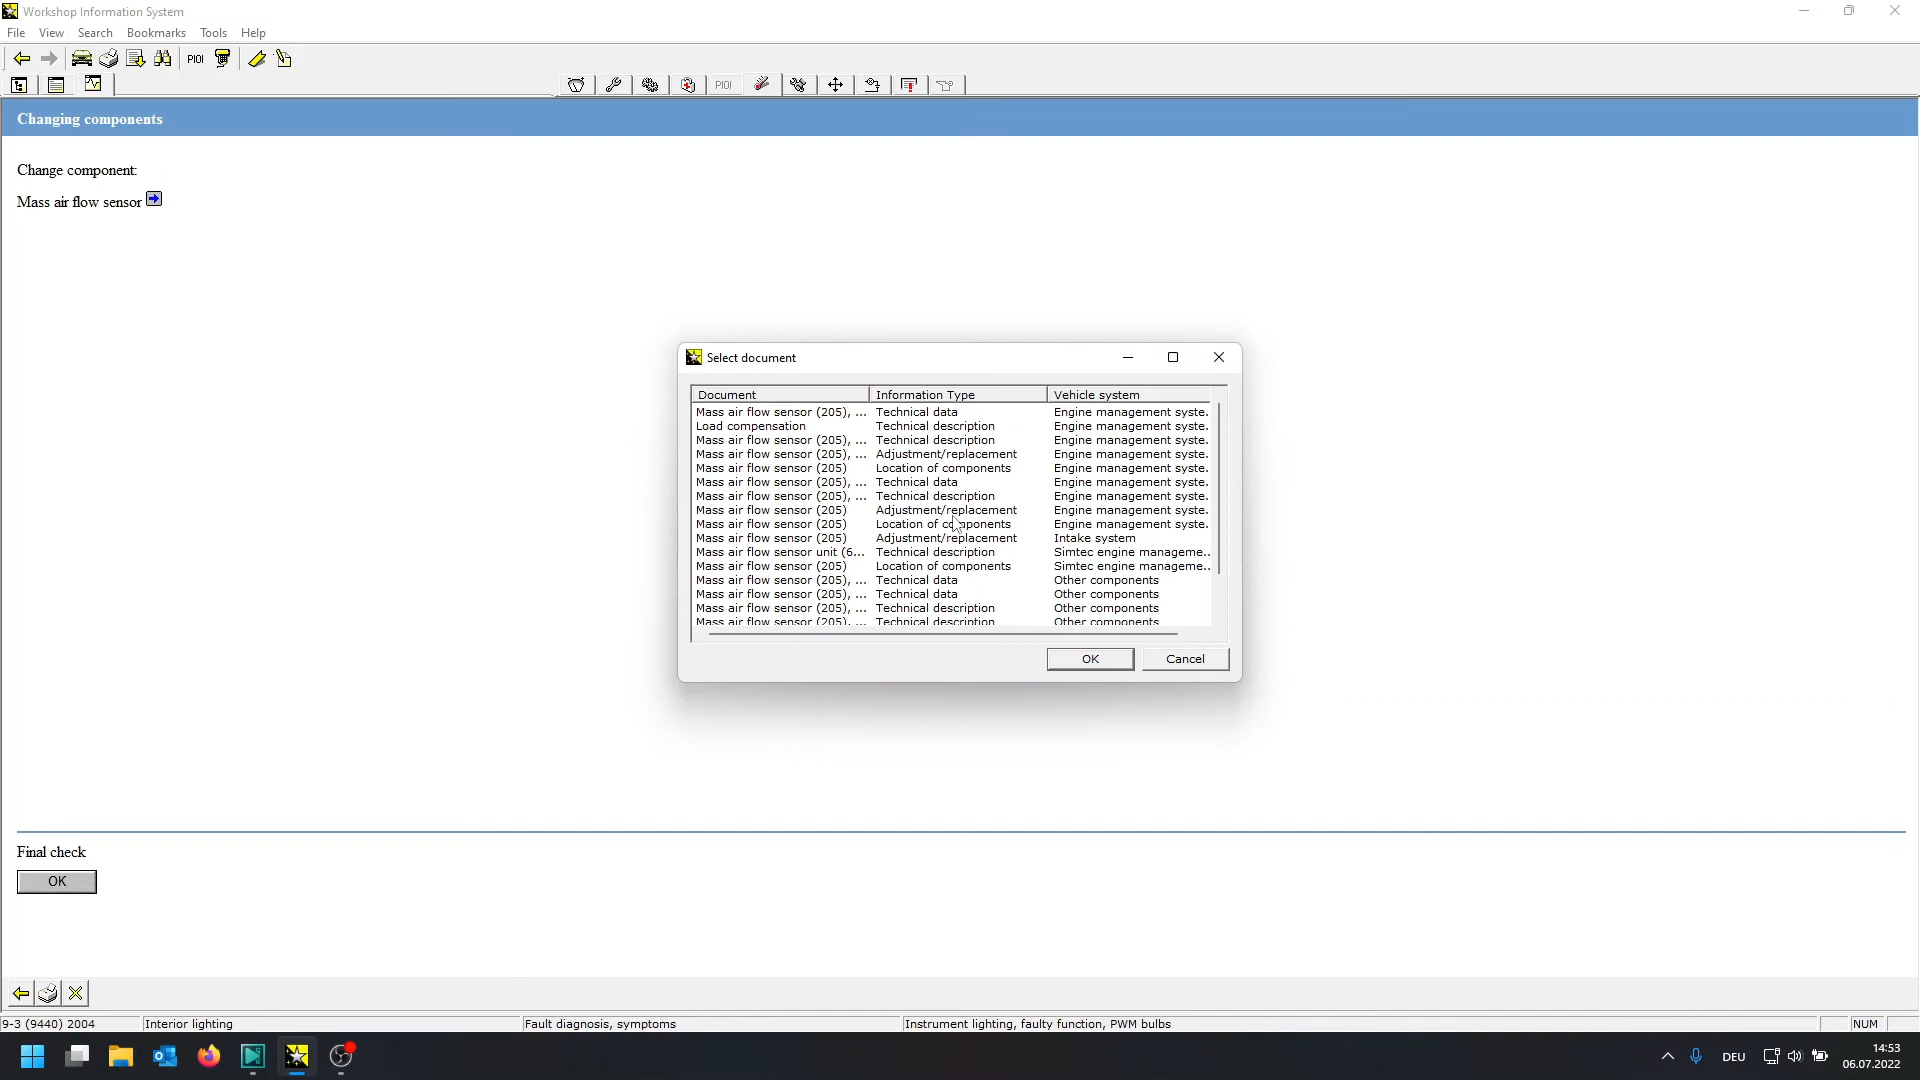 Workshop Information System
File View Search Bookmarks Tools Help
PIOI
PIOI
Changing components
Change component:
Mass air flow sensor
Select document
Document Information Type Vehicle system
Mass air flow sensor (205), ... Technical data Engine management syste.
Load compensation Technical description Engine management syste.
Mass air flow sensor (205), ... Technical description Engine management syste.
Mass air flow sensor (205), ... Adjustment/replacement Engine management syste.
Mass air flow sensor (205) Location of components Engine management syste.
Mass air flow sensor (205), ... Technical data Engine management syste.
Mass air flow sensor (205), ... Technical description Engine management syste.
Mass air flow sensor (205) Adjustment/replacement Engine management syste.
Mass air flow sensor (205) Location of components Engine management syste.
Mass air flow sensor (205) Adjustment/replacement Intake system
Mass air flow sensor unit (6... Technical description Simtec engine manageme..
Mass air flow sensor (205) Location of components Simtec engine manageme..
Mass air flow sensor (205), ... Technical data Other components
Mass air flow sensor (205), ... Technical data Other components
Mass air flow sensor (205), ... Technical description Other components
Mass air flow sensor (205), ... Technical description Other components
OK Cancel
Final check
OK
9-3 (9440) 2004 Interior lighting Fault diagnosis, symptoms Instrument lighting, faulty function, PWM bulbs NUM
DEU 14:53
06.07.2022